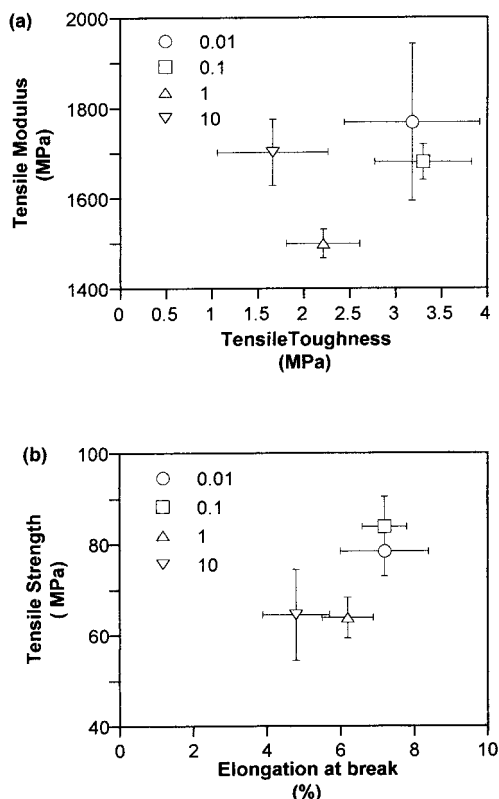 (a)
2000
1800
1600
1400
Tensile Modulus
(MPa)
0.01
0.1
1
10
0 0.5 1 1.5 2 2.5 3 3.5 4
TensileToughness
(MPa)
(b)
100
80
60
40
Tensile Strength
( MPa)
0.01
0.1
1
10
0 2 4 6 8 10
Elongation at break
(%)